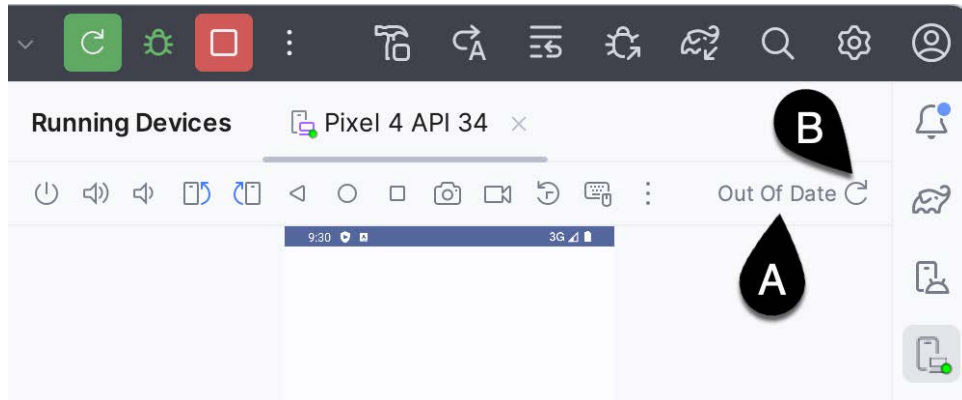 Running Devices Pixel 4 API 34
Out Of Date
B
A
9:30 3G